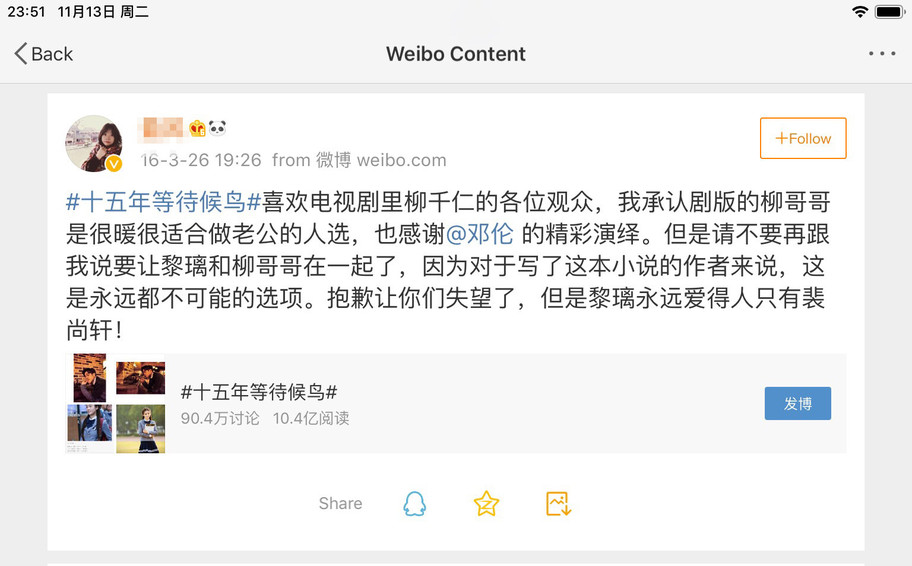 23:51 11月13日 周二
Back
Weibo Content
16-3-26 19:26 from 微博 weibo.com
+Follow
#十五年等待候鸟#喜欢电视剧里柳千仁的各位观众，我承认剧版的柳哥哥
是很暖很适合做老公的人选，也感谢@邓伦 的精彩演绎。但是请不要再跟
我说要让黎璃和柳哥哥在一起了，因为对于写了这本小说的作者来说，这
是永远都不可能的选项。抱歉让你们失望了，但是黎璃永远爱得人只有裴
尚轩！
#十五年等待候鸟#
90.4万讨论 10.4亿阅读
发博
Share